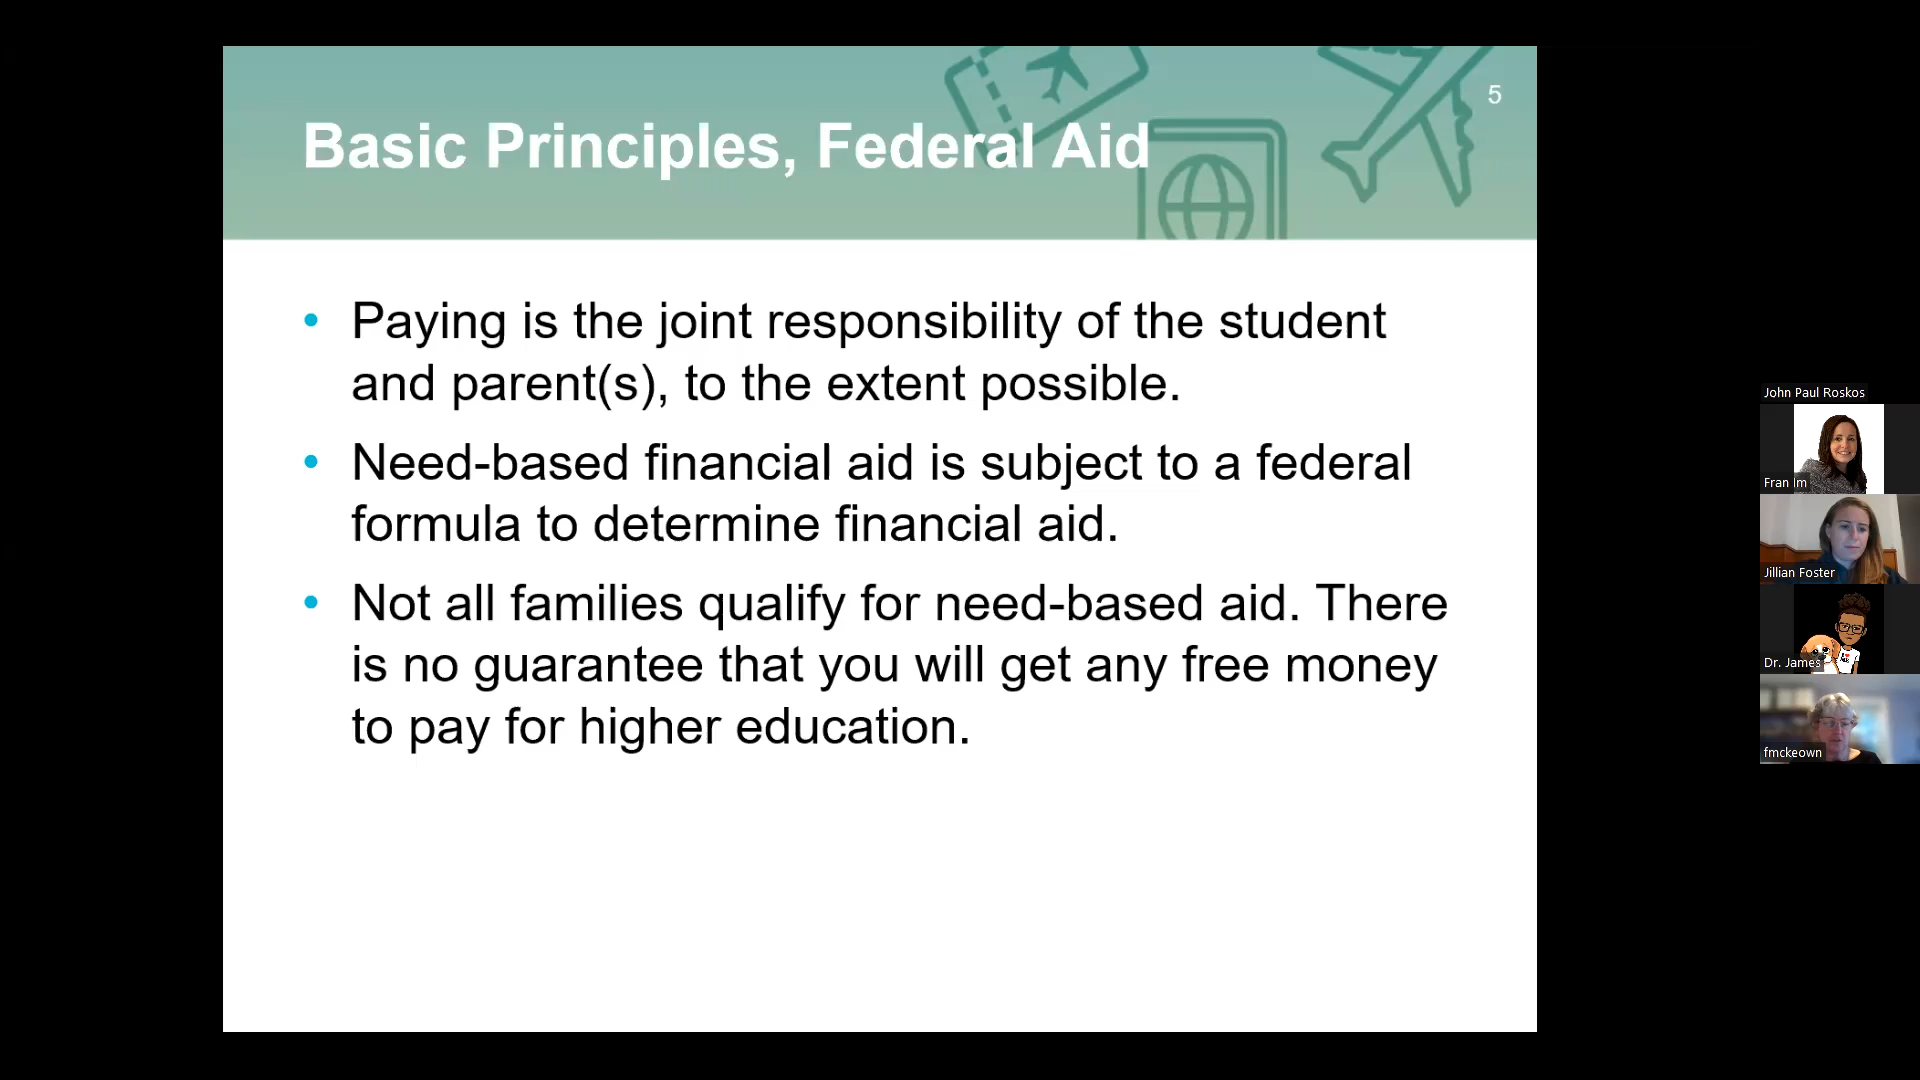 5
Basic Principles, Federal Aid
• Paying is the joint responsibility of the student
and parent(s), to the extent possible.
• Need-based financial aid is subject to a federal
formula to determine financial aid.
• Not all families qualify for need-based aid. There
is no guarantee that you will get any free money
to pay for higher education.
John Paul Roskos
Fran Im
Jillian Foster
Dr. James
fmckeown